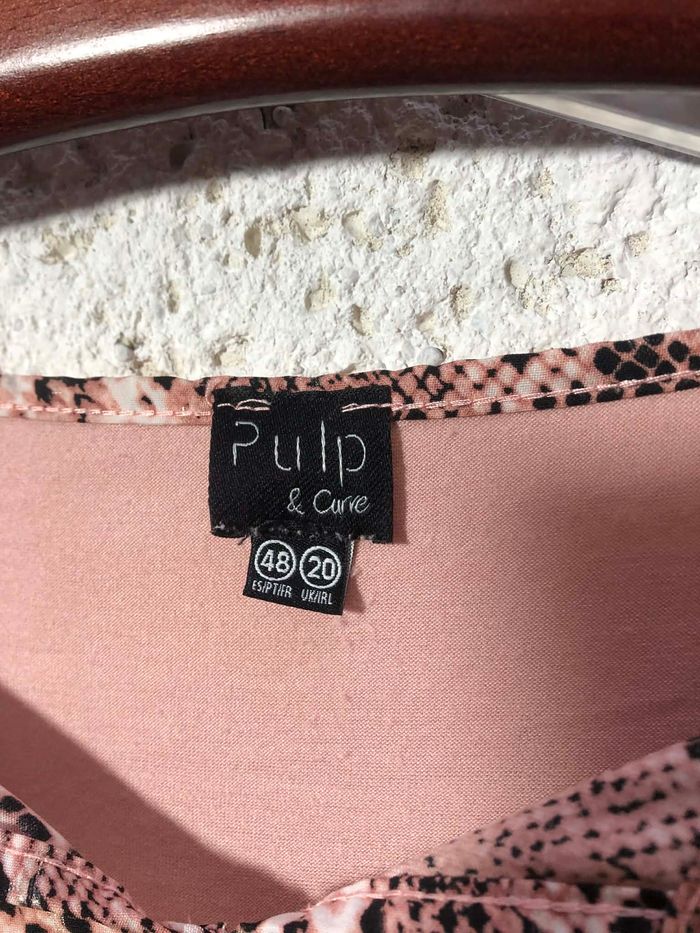 Pulp
& Curve
48 20
ES/PT/FR UK/IRL